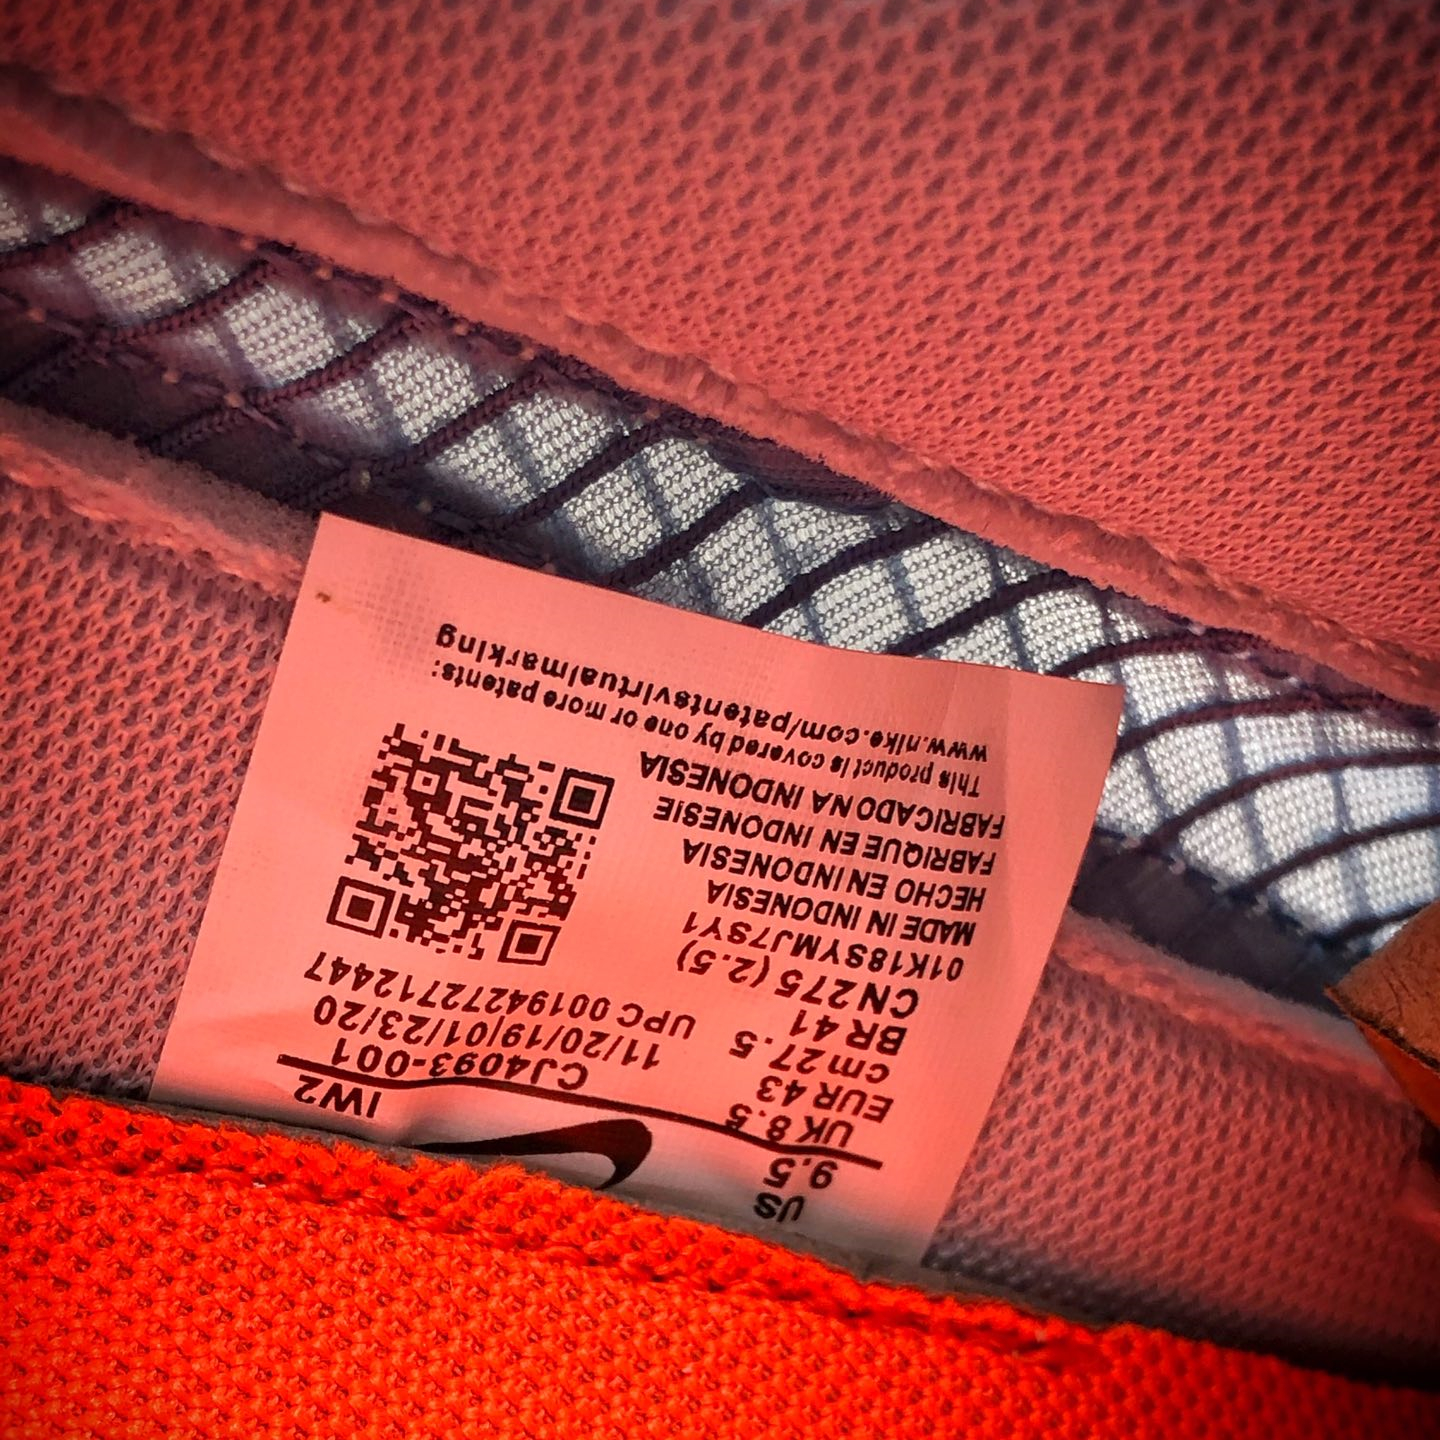 US
9.5
UK 8.5
EUR 43
cm 27.5
BR 41
CN 275 (2.5)
IW2
CJ4093-001
11/20/19|01/23/20
UPC 00194272712447
01K18SYMJ7SY1
MADE IN INDONESIA
HECHO EN INDONESIA
FABRIQUE EN INDONESIE
FABRICADO NA INDONESIA
This product is covered by one or more patents:
www.nike.com/patentsvirtualmarking